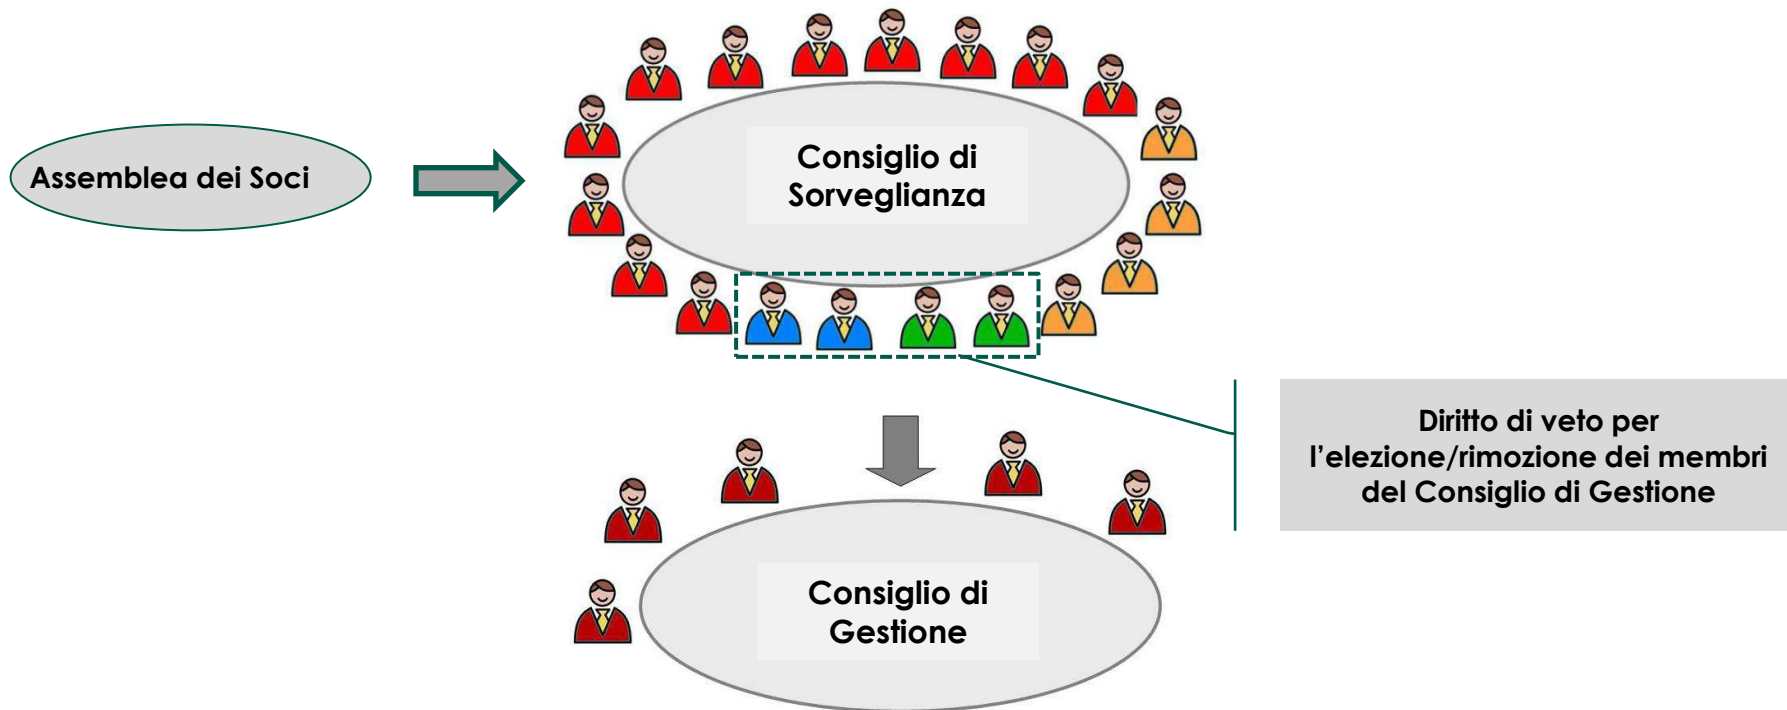 Assemblea dei Soci
Consiglio di
Sorveglianza
Diritto di veto per
l'elezione/rimozione dei membri
del Consiglio di Gestione
Consiglio di
Gestione